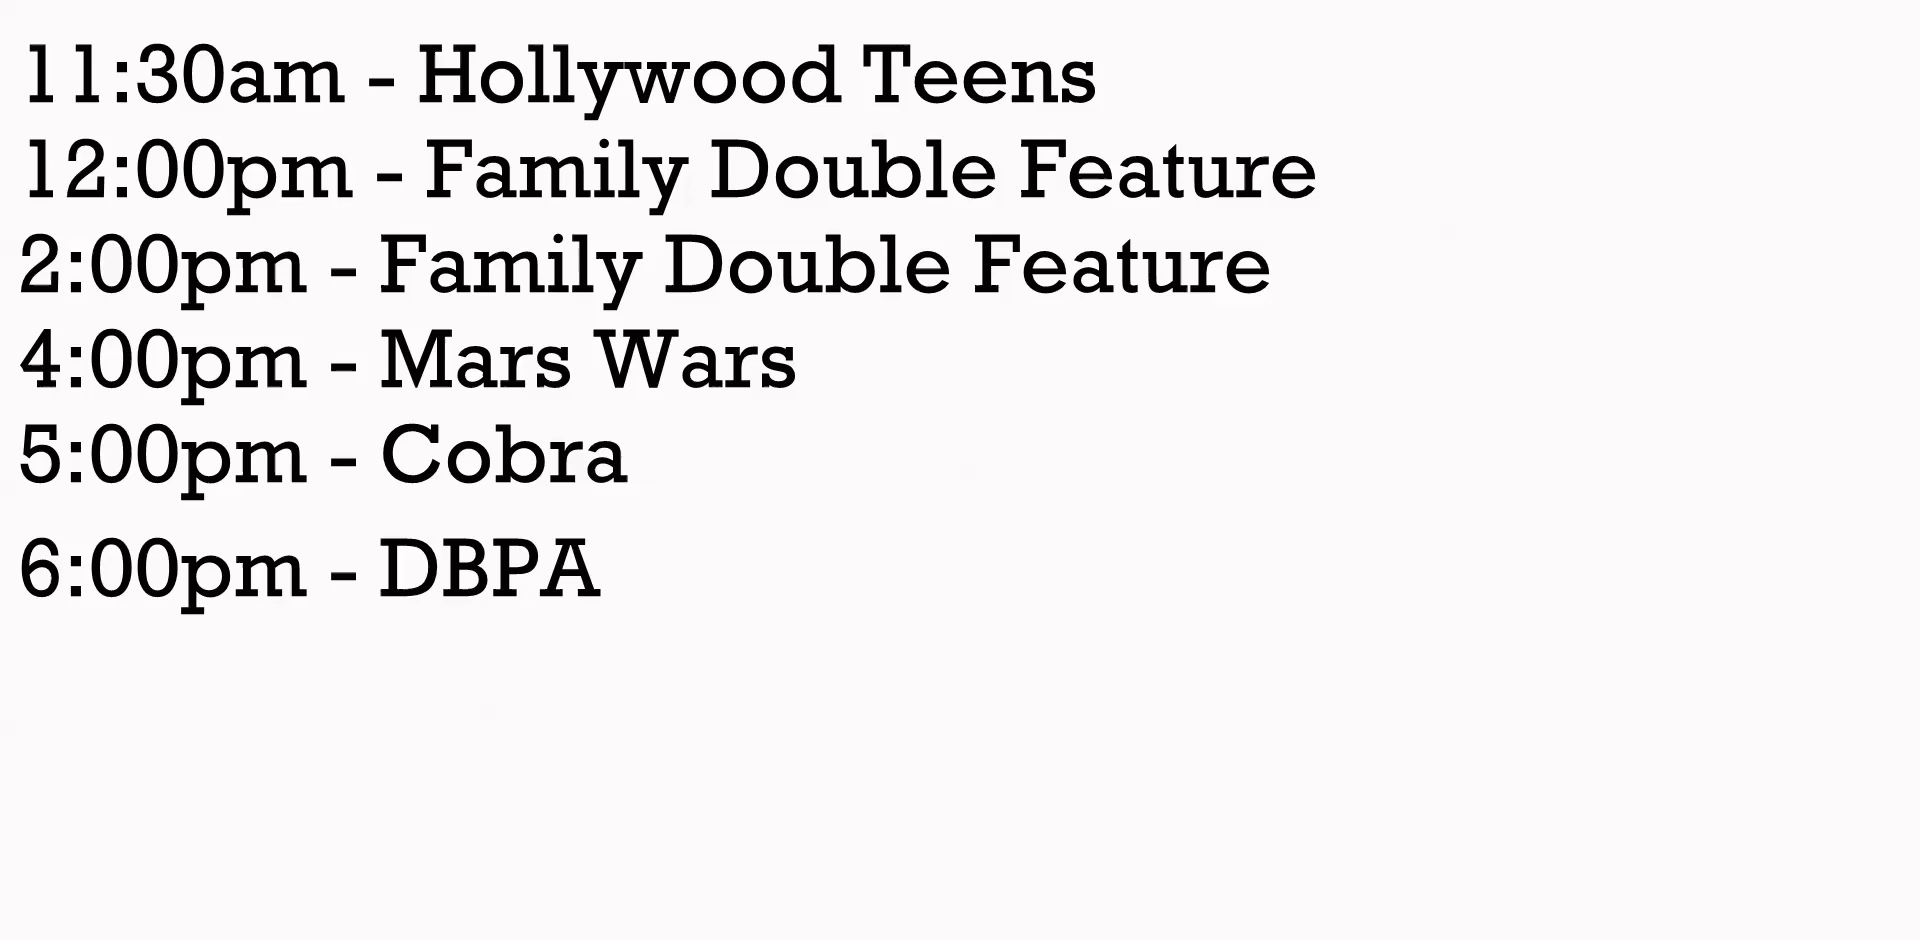 11:30am - Hollywood Teens
12:00pm - Family Double Feature
2:00pm - Family Double Feature
4:00pm - Mars Wars
5:00pm - Cobra
6:00pm - DBPA